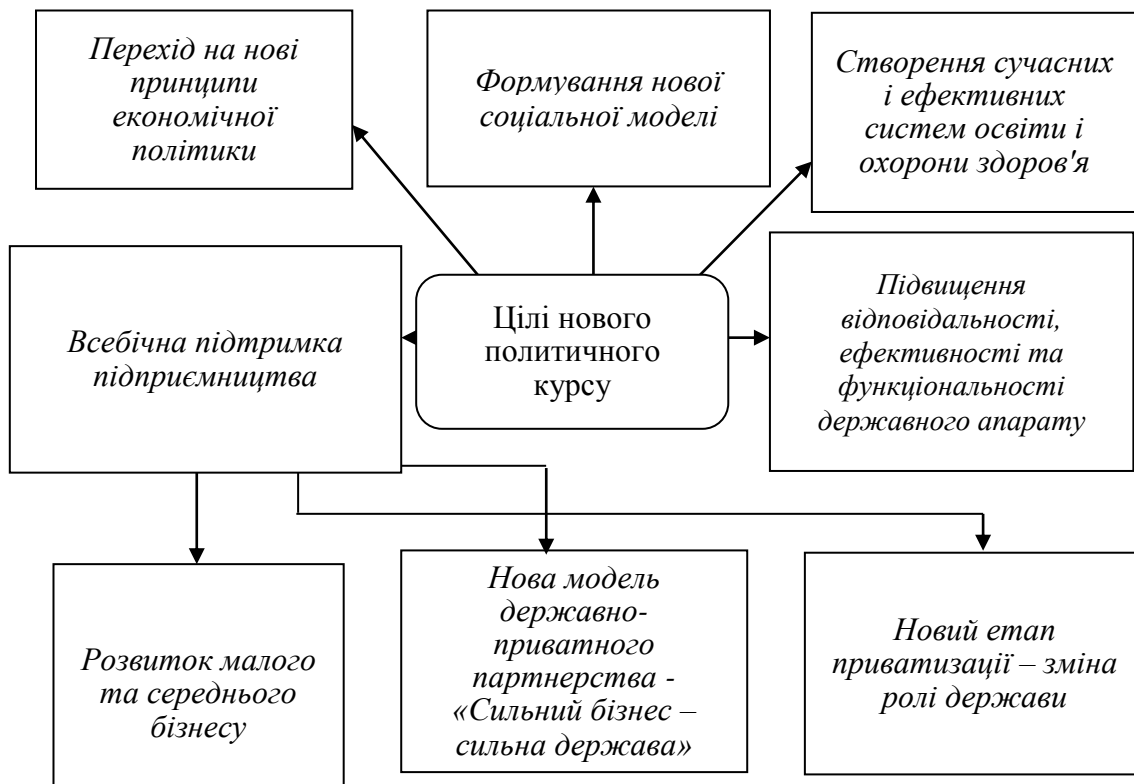 Перехід на нові
принципи
економічної
політики
Формування нової
соціальної моделі
Створення сучасних
і ефективних
систем освіти і
охорони здоров'я
Всебічна підтримка
підприємництва
Цілі нового
політичного
курсу
Підвищення
відповідальності,
ефективності та
функціональності
державного апарату
Розвиток малого
та середнього
бізнесу
Нова модель
державно-
приватного
партнерства -
«Сильний бізнес –
сильна держава»
Новий етап
приватизації – зміна
ролі держави